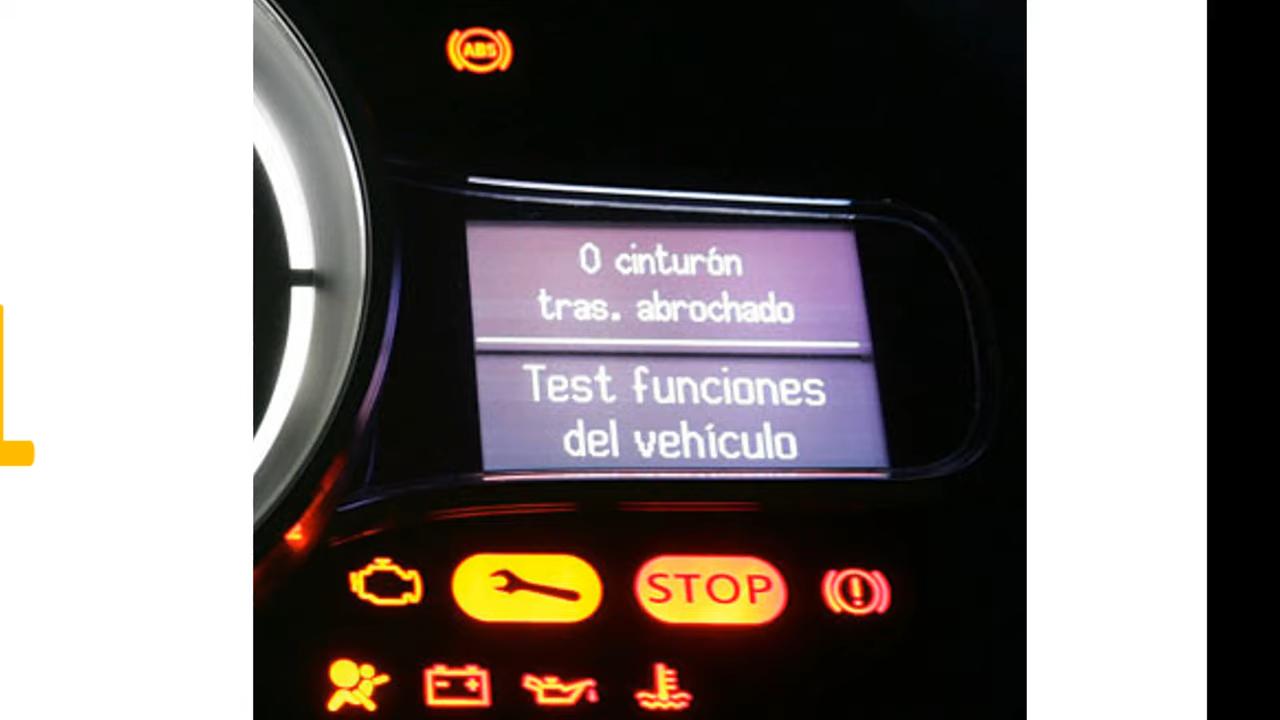 ABS
0 cinturón
tras. abrochado
Test funciones
del vehículo
STOP